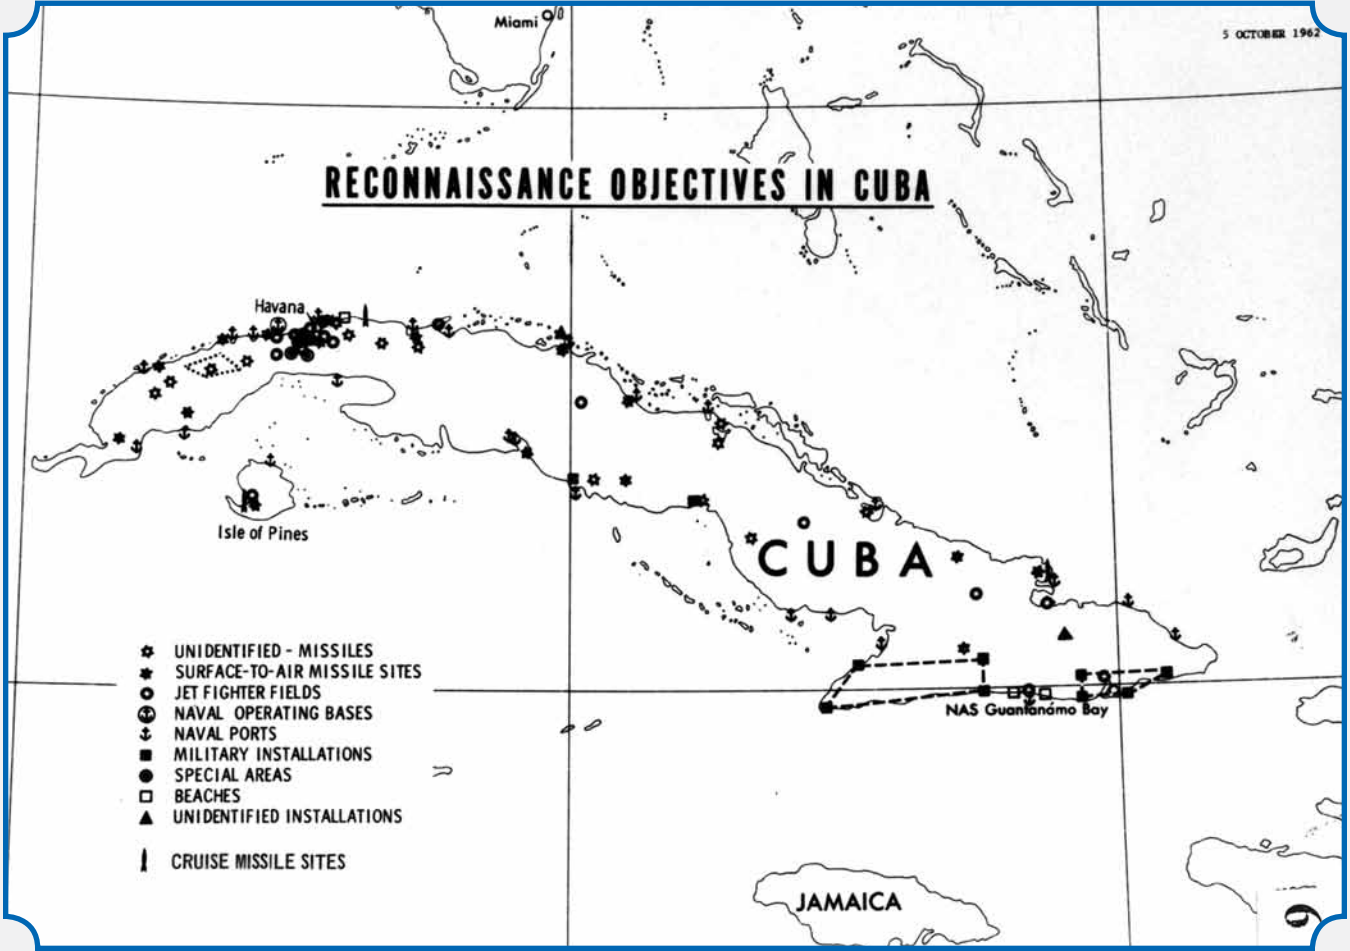 Miami
5 OCTOBER 1962
RECONNAISSANCE OBJECTIVES IN CUBA
Havana
Isle of Pines
CUBA
UNIDENTIFIED - MISSILES
SURFACE-TO-AIR MISSILE SITES
JET FIGHTER FIELDS
NAVAL OPERATING BASES
NAVAL PORTS
MILITARY INSTALLATIONS
SPECIAL AREAS
BEACHES
UNIDENTIFIED INSTALLATIONS
CRUISE MISSILE SITES
NAS Guantánamo Bay
JAMAICA
9